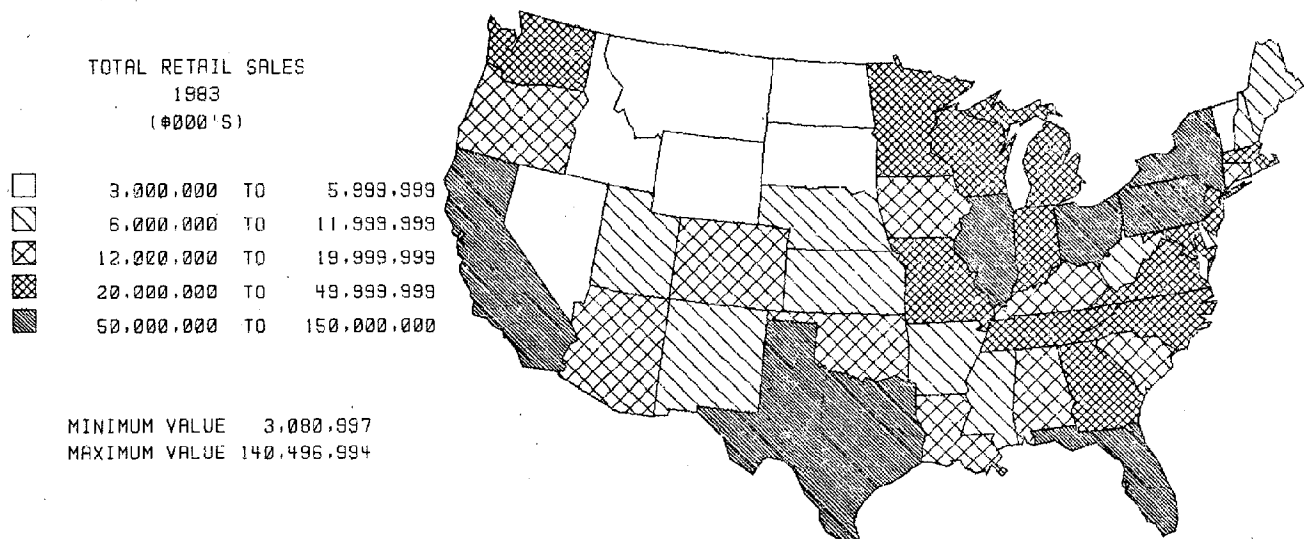 TOTAL RETAIL SALES
1983
($000'S)
3,000,000 TO 5,999,999
6,000,000 TO 11,999,999
12,000,000 TO 19,999,999
20,000,000 TO 49,999,999
50,000,000 TO 150,000,000
MINIMUM VALUE 3,080,997
MAXIMUM VALUE 140,496,994